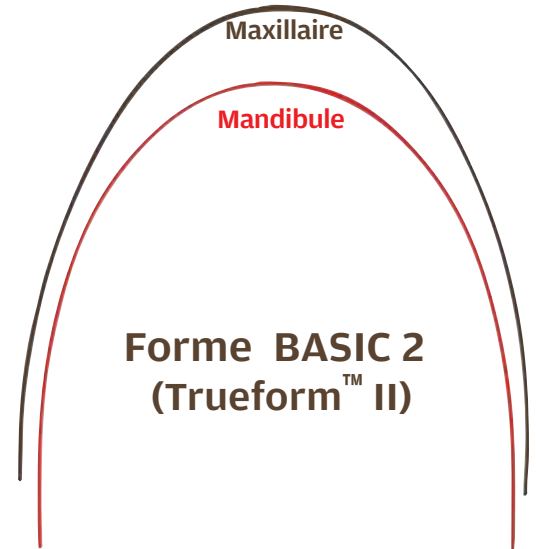 Maxillaire
Mandibule
Forme BASIC 2
(Trueform™ II)